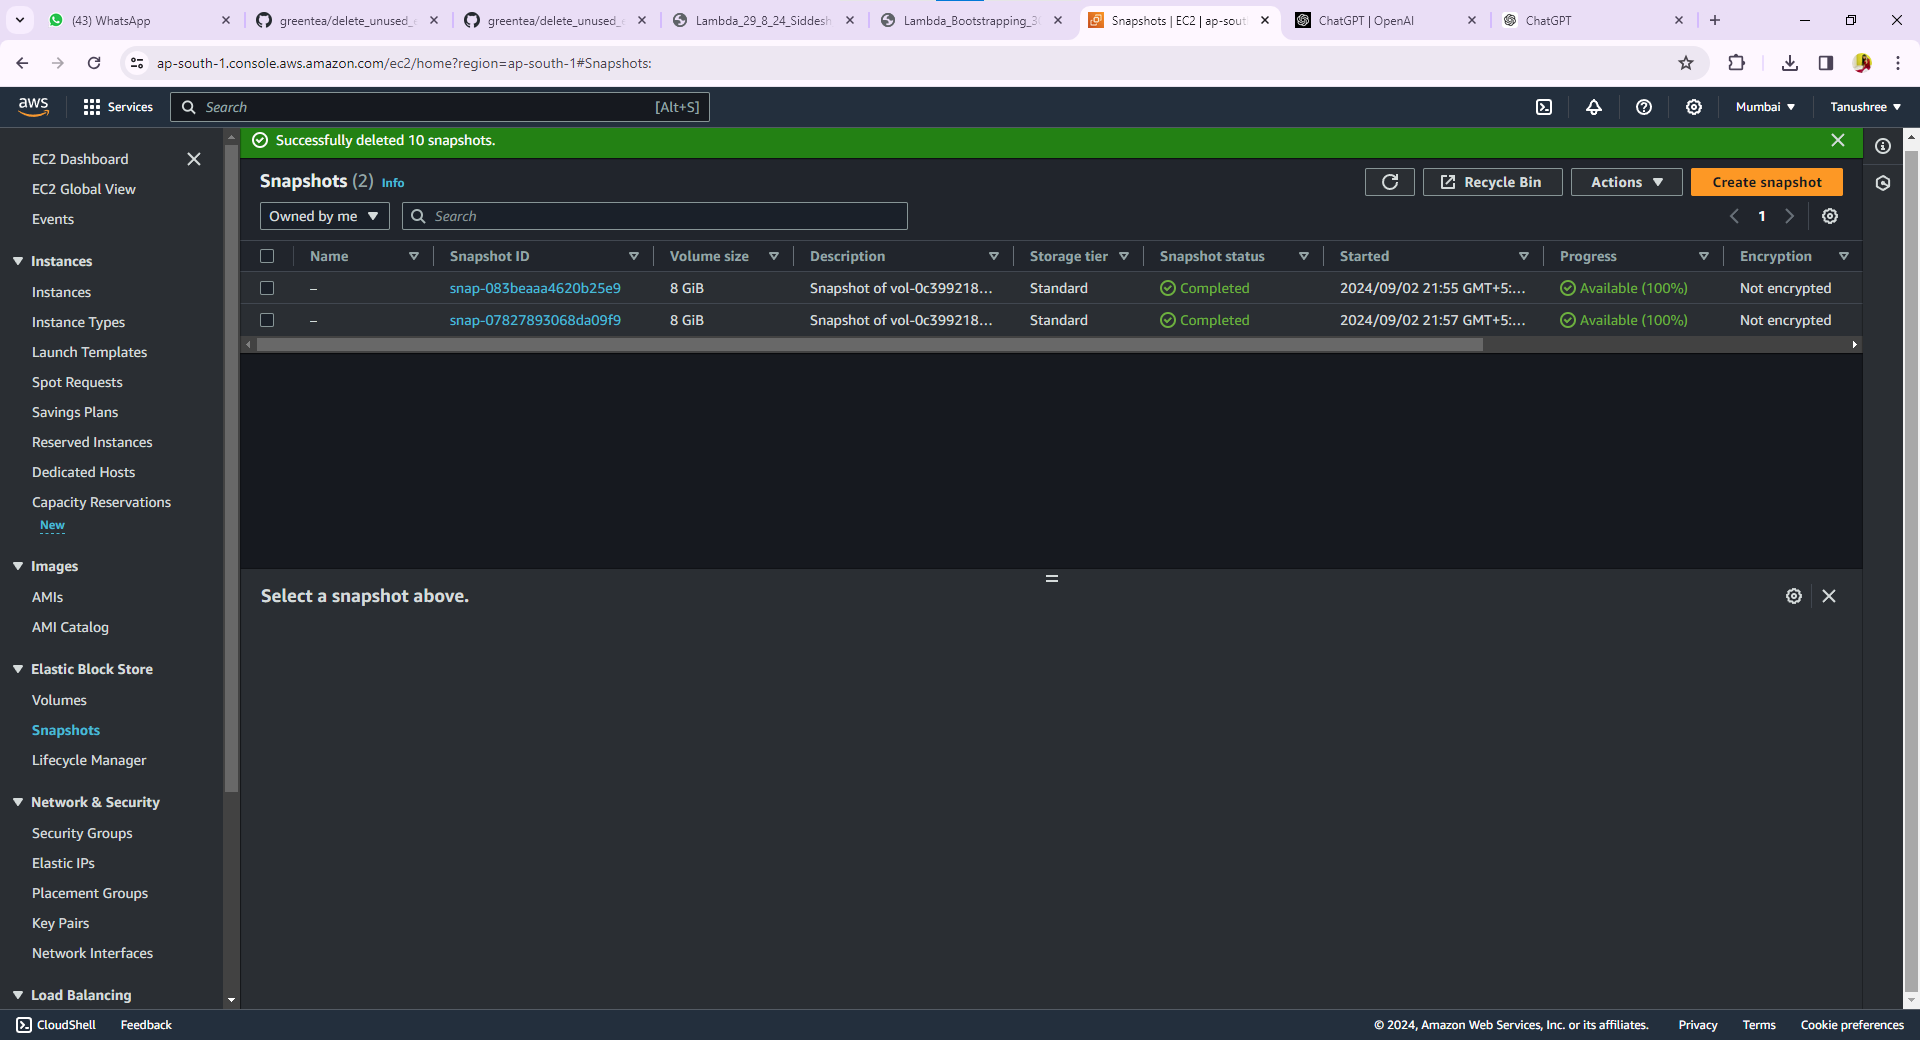 (43) WhatsApp
greentea/delete_unused_e
greentea/delete_unused_e
Lambda_29_8_24_Siddesh
Lambda_Bootstrapping_30
Snapshots | EC2 | ap-sout
ChatGPT | OpenAI
ChatGPT
ap-south-1.console.aws.amazon.com/ec2/home?region=ap-south-1#Snapshots:
aws
Services
Search
[Alt+S]
Mumbai
Tanushree
EC2 Dashboard
EC2 Global View
Events
Instances
Instances
Instance Types
Launch Templates
Spot Requests
Savings Plans
Reserved Instances
Dedicated Hosts
Capacity Reservations
New
Images
AMIs
AMI Catalog
Elastic Block Store
Volumes
Snapshots
Lifecycle Manager
Network & Security
Security Groups
Elastic IPs
Placement Groups
Key Pairs
Network Interfaces
Load Balancing
Successfully deleted 10 snapshots.
Snapshots (2) Info
Recycle Bin
Actions
Create snapshot
Owned by me
Search
1
Name Snapshot ID Volume size Description Storage tier Snapshot status Started Progress Encryption
– snap-083beaaa4620b25e9 8 GiB Snapshot of vol-0c399218... Standard Completed 2024/09/02 21:55 GMT+5:... Available (100%) Not encrypted
– snap-07827893068da09f9 8 GiB Snapshot of vol-0c399218... Standard Completed 2024/09/02 21:57 GMT+5:... Available (100%) Not encrypted
Select a snapshot above.
CloudShell
Feedback
© 2024, Amazon Web Services, Inc. or its affiliates.
Privacy
Terms
Cookie preferences